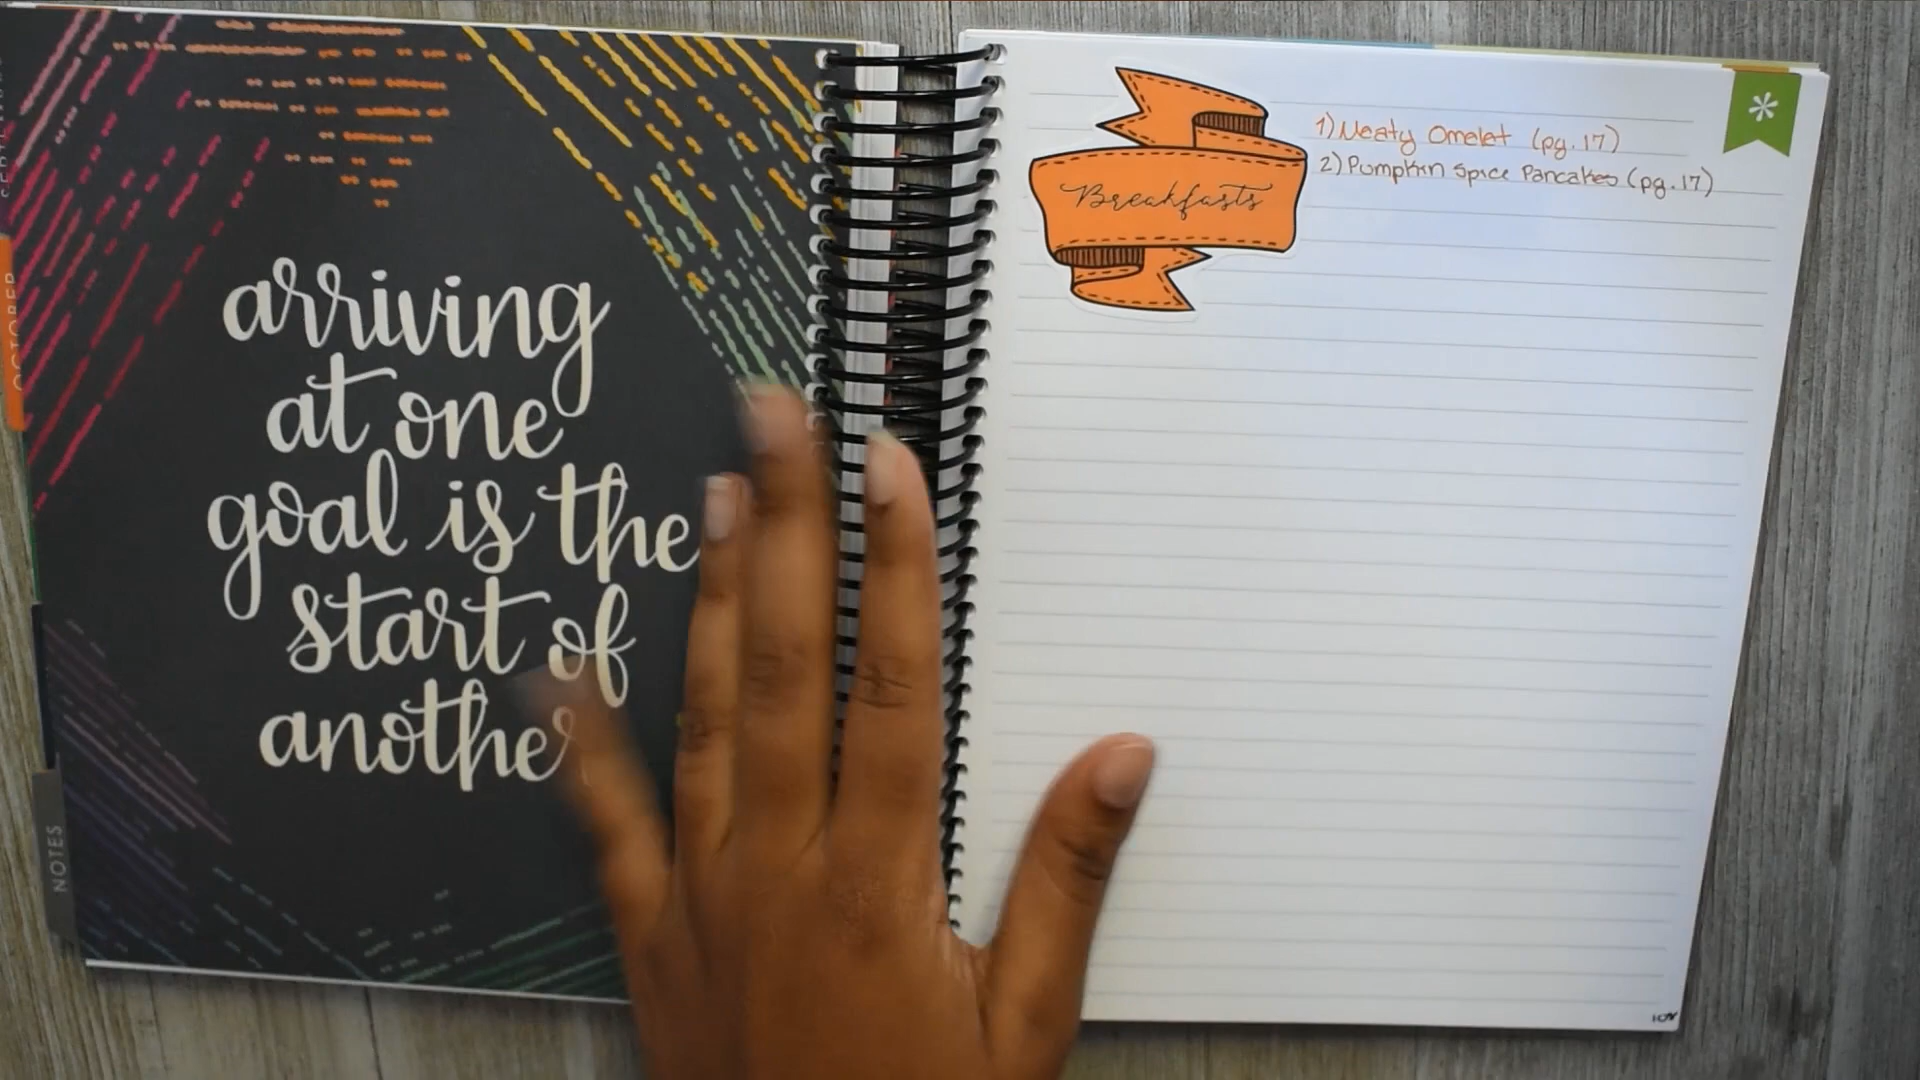 arriving
at one
goal is the
start of
anothe
OCTOBER
NOTES
Breakfasts
1) Meaty Omelet (pg. 17)
2) Pumpkin Spice Pancakes (pg. 17)
*